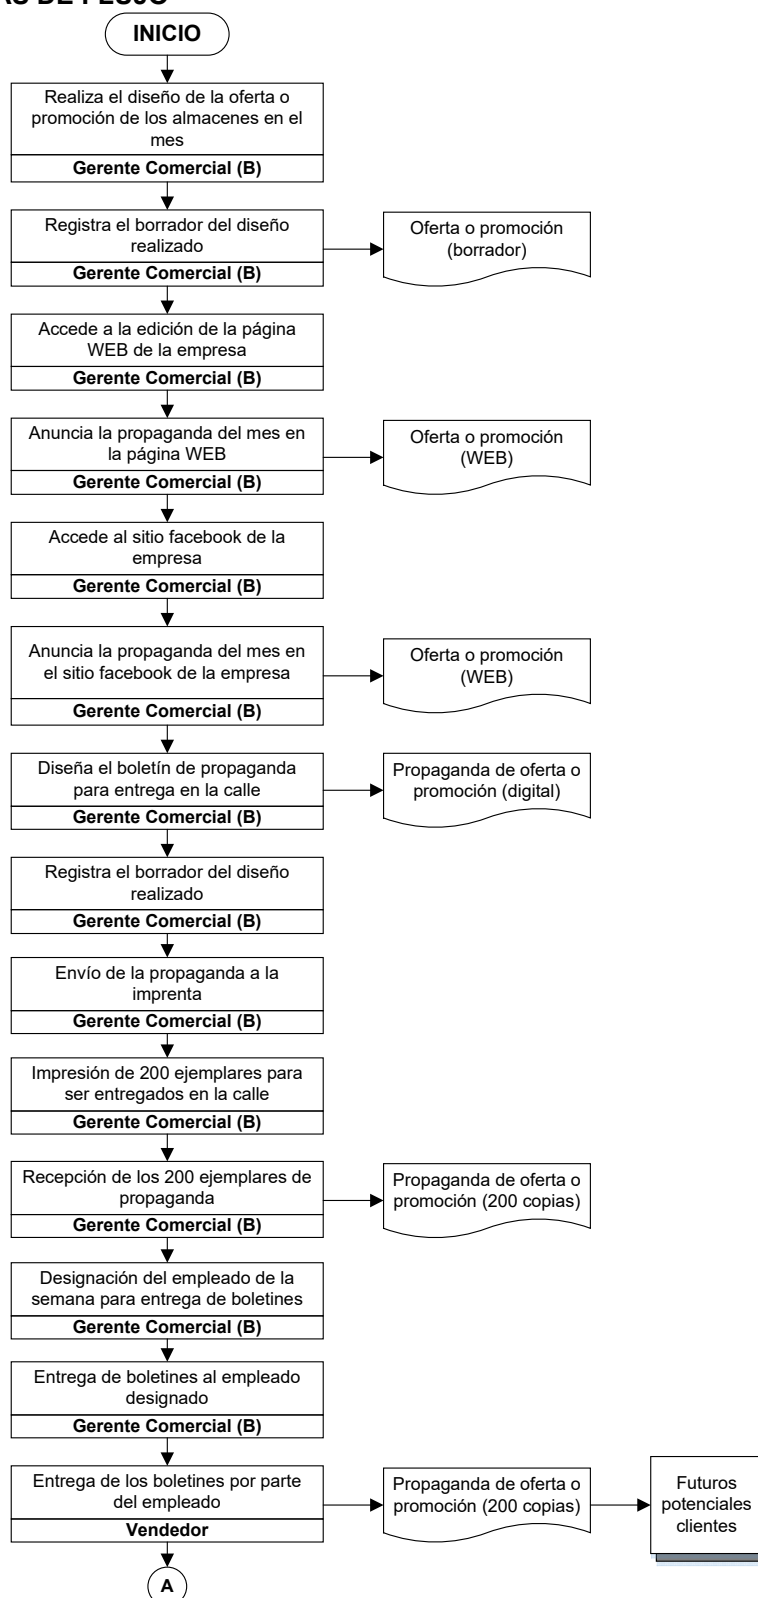 INICIO
Realiza el diseño de la oferta o
promoción de los almacenes en el
mes
Gerente Comercial (B)
Registra el borrador del diseño
realizado
Gerente Comercial (B)
Oferta o promoción
(borrador)
Accede a la edición de la página
WEB de la empresa
Gerente Comercial (B)
Anuncia la propaganda del mes en
la página WEB
Gerente Comercial (B)
Oferta o promoción
(WEB)
Accede al sitio facebook de la
empresa
Gerente Comercial (B)
Anuncia la propaganda del mes en
el sitio facebook de la empresa
Gerente Comercial (B)
Oferta o promoción
(WEB)
Diseña el boletín de propaganda
para entrega en la calle
Gerente Comercial (B)
Propaganda de oferta o
promoción (digital)
Registra el borrador del diseño
realizado
Gerente Comercial (B)
Envío de la propaganda a la
imprenta
Gerente Comercial (B)
Impresión de 200 ejemplares para
ser entregados en la calle
Gerente Comercial (B)
Recepción de los 200 ejemplares de
propaganda
Gerente Comercial (B)
Propaganda de oferta o
promoción (200 copias)
Designación del empleado de la
semana para entrega de boletines
Gerente Comercial (B)
Entrega de boletines al empleado
designado
Gerente Comercial (B)
Entrega de los boletines por parte
del empleado
Vendedor
Propaganda de oferta o
promoción (200 copias)
Futuros
potenciales
clientes
A